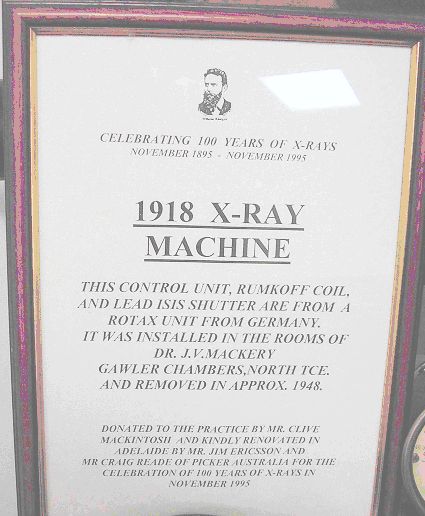 CELEBRATING 100 YEARS OF X-RAYS
NOVEMBER 1895 - NOVEMBER 1995
1918 X-RAY
MACHINE
THIS CONTROL UNIT, RUMKOFF COIL,
AND LEAD ISIS SHUTTER ARE FROM A
ROTAX UNIT FROM GERMANY.
IT WAS INSTALLED IN THE ROOMS OF
DR. J.V.MACKERY
GAWLER CHAMBERS,NORTH TCE.
AND REMOVED IN APPROX. 1948.
DONATED TO THE PRACTICE BY MR. CLIVE
MACKINTOSH AND KINDLY RENOVATED IN
ADELAIDE BY MR. JIM ERICSSON AND
MR CRAIG READE OF PICKER AUSTRALIA FOR THE
CELEBRATION OF 100 YEARS OF X-RAYS IN
NOVEMBER 1995